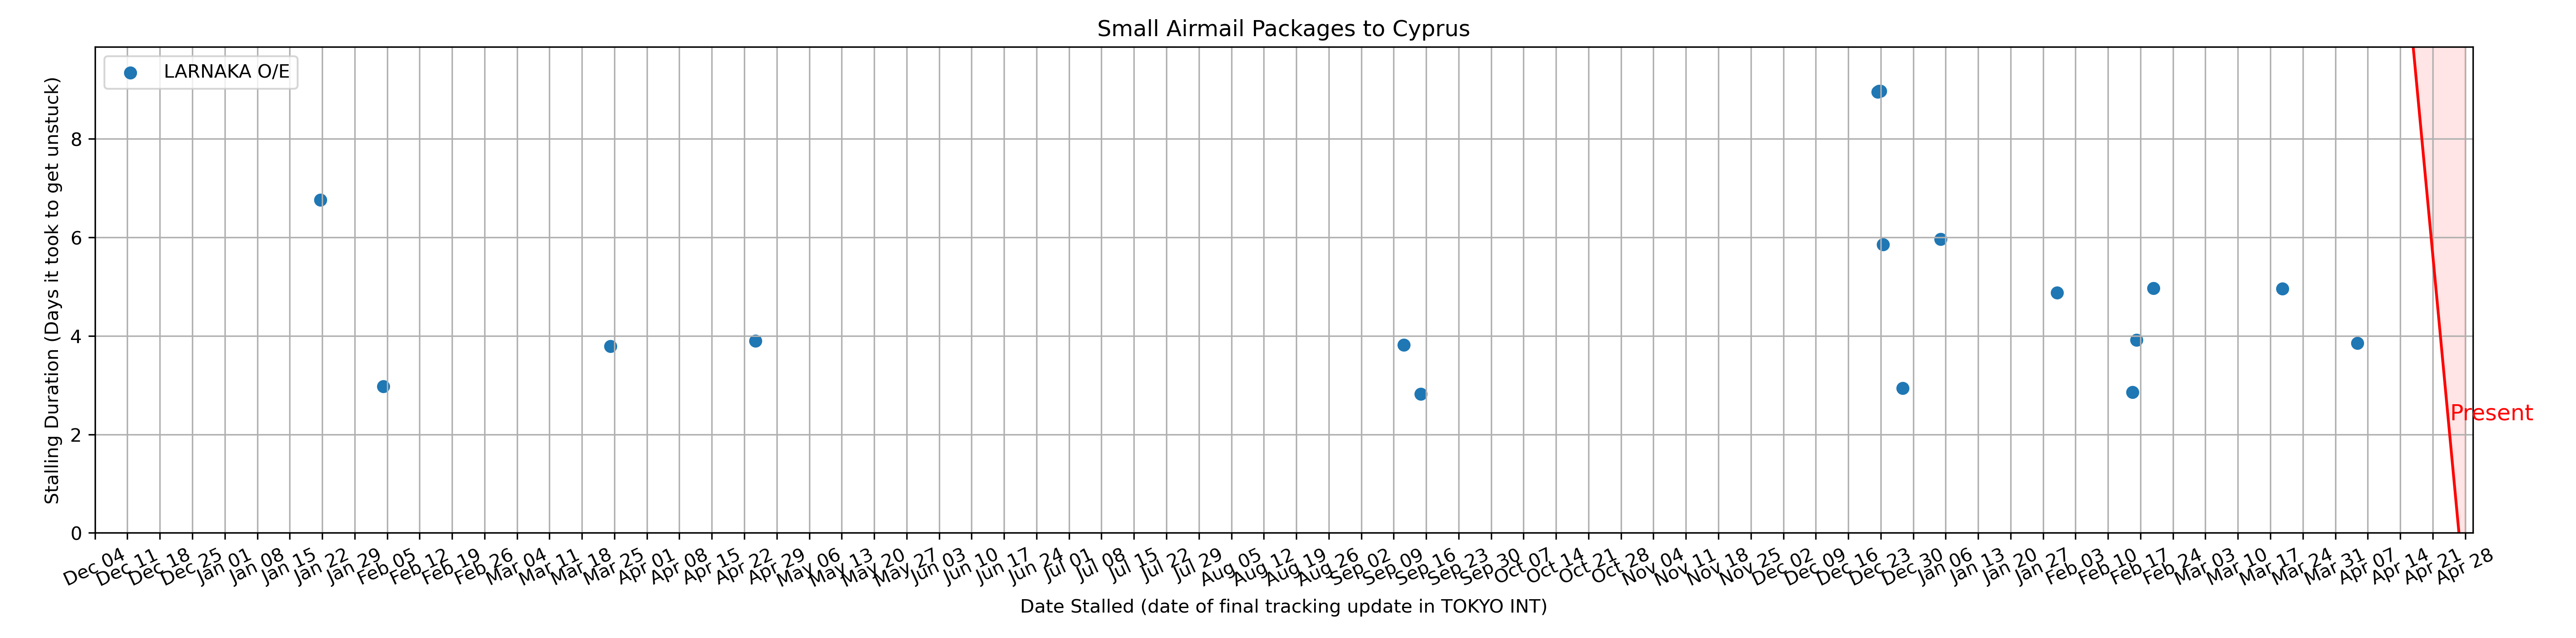 Small Airmail Packages to Cyprus
LARNAKA O/E
Stalling Duration (Days it took to get unstuck)
8
6
4
2
0
Present
Dec 04
Dec 11
Dec 18
Dec 25
Jan 01
Jan 08
Jan 15
Jan 22
Jan 29
Feb 05
Feb 12
Feb 19
Feb 26
Mar 04
Mar 11
Mar 18
Mar 25
Apr 01
Apr 08
Apr 15
Apr 22
Apr 29
May 06
May 13
May 20
May 27
Jun 03
Jun 10
Jun 17
Jun 24
Jul 01
Jul 08
Jul 15
Jul 22
Jul 29
Aug 05
Aug 12
Aug 19
Aug 26
Sep 02
Sep 09
Sep 16
Sep 23
Sep 30
Oct 07
Oct 14
Oct 21
Oct 28
Nov 04
Nov 11
Nov 18
Nov 25
Dec 02
Dec 09
Dec 16
Dec 23
Dec 30
Jan 06
Jan 13
Jan 20
Jan 27
Feb 03
Feb 10
Feb 17
Feb 24
Mar 03
Mar 10
Mar 17
Mar 24
Mar 31
Apr 07
Apr 14
Apr 21
Apr 28
Date Stalled (date of final tracking update in TOKYO INT)